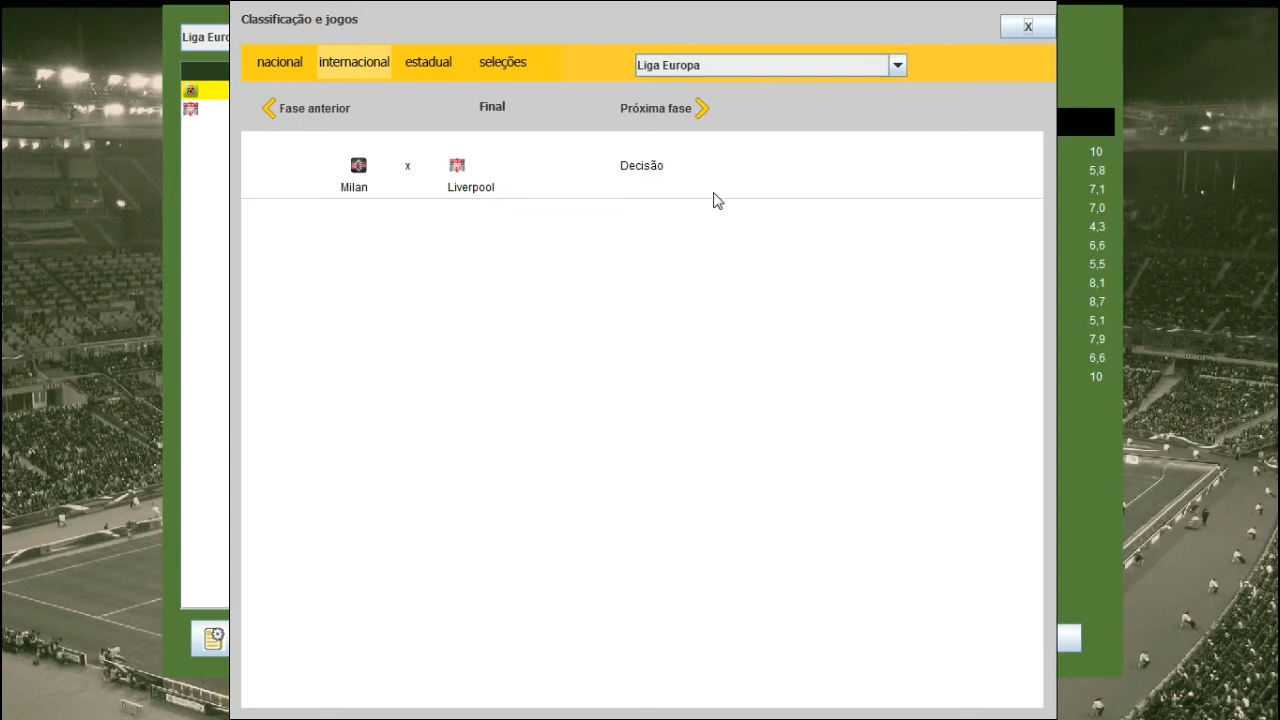 Classificação e jogos
X
Liga Euro
nacional internacional estadual seleções Liga Europa
Fase anterior Final Próxima fase
x Decisão
Milan Liverpool
10
5,8
7,1
7,0
4,3
6,6
5,5
8,1
8,7
5,1
7,9
6,6
10